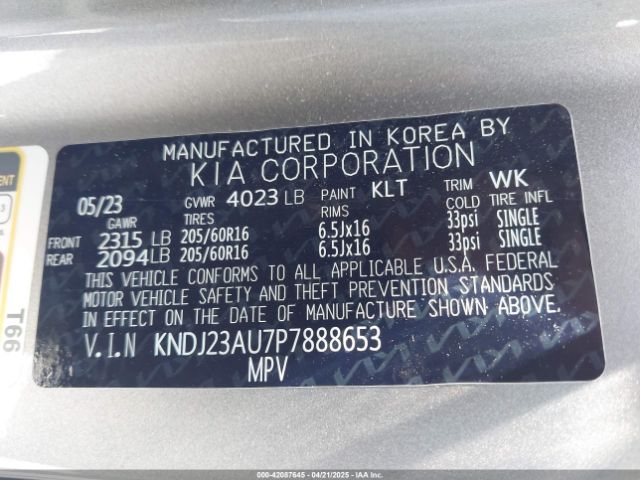 MANUFACTURED IN KOREA BY
KIA CORPORATION
05/23 GVWR 4023 LB PAINT KLT TRIM WK
GAWR TIRES RIMS COLD TIRE INFL
FRONT 2315 LB 205/60R16 6.5Jx16 33psi SINGLE
REAR 2094 LB 205/60R16 6.5Jx16 33psi SINGLE
THIS VEHICLE CONFORMS TO ALL APPLICABLE U.S.A. FEDERAL
MOTOR VEHICLE SAFETY AND THEFT PREVENTION STANDARDS
IN EFFECT ON THE DATE OF MANUFACTURE SHOWN ABOVE.
V.I.N KNDJ23AU7P7888653
MPV
T66
000-42087645 - 04/21/2025 - COPART